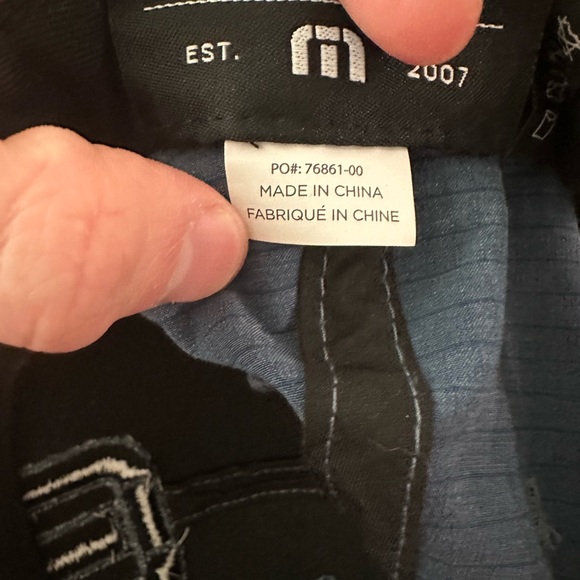 EST. m 2007
PO#: 76861-00
MADE IN CHINA
FABRIQUÉ IN CHINE